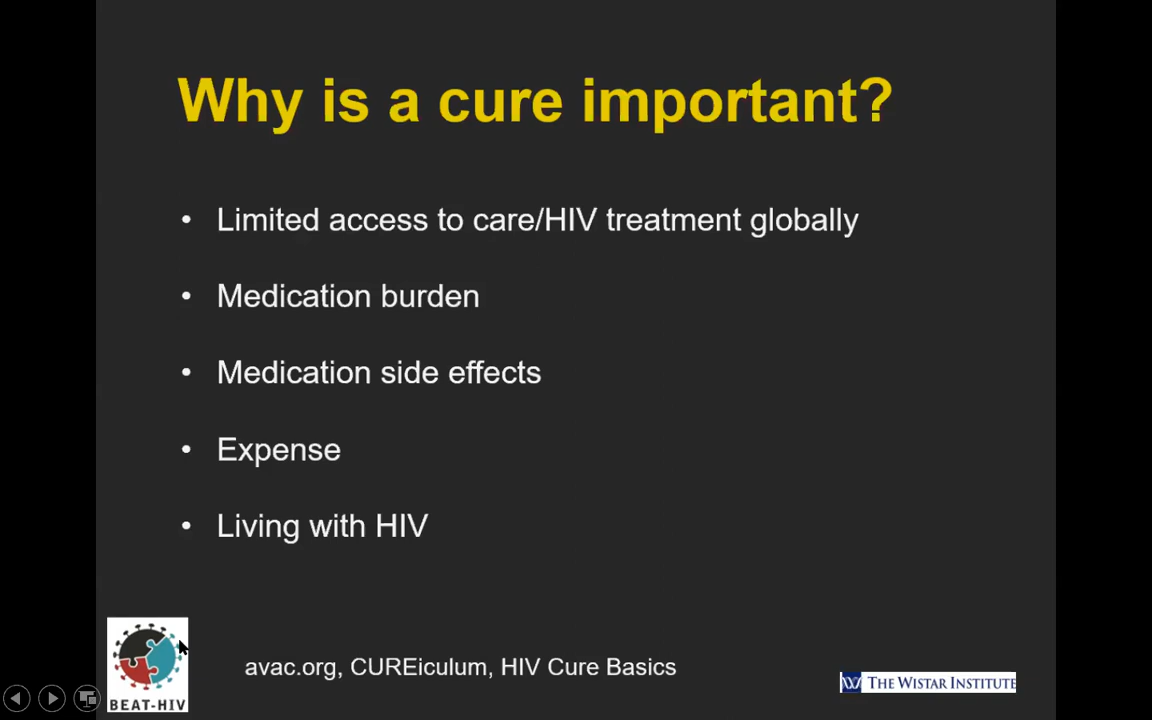 Why is a cure important?
• Limited access to care/HIV treatment globally
• Medication burden
• Medication side effects
• Expense
• Living with HIV
avac.org, CUREiculum, HIV Cure Basics
BEAT-HIV
W THE WISTAR INSTITUTE